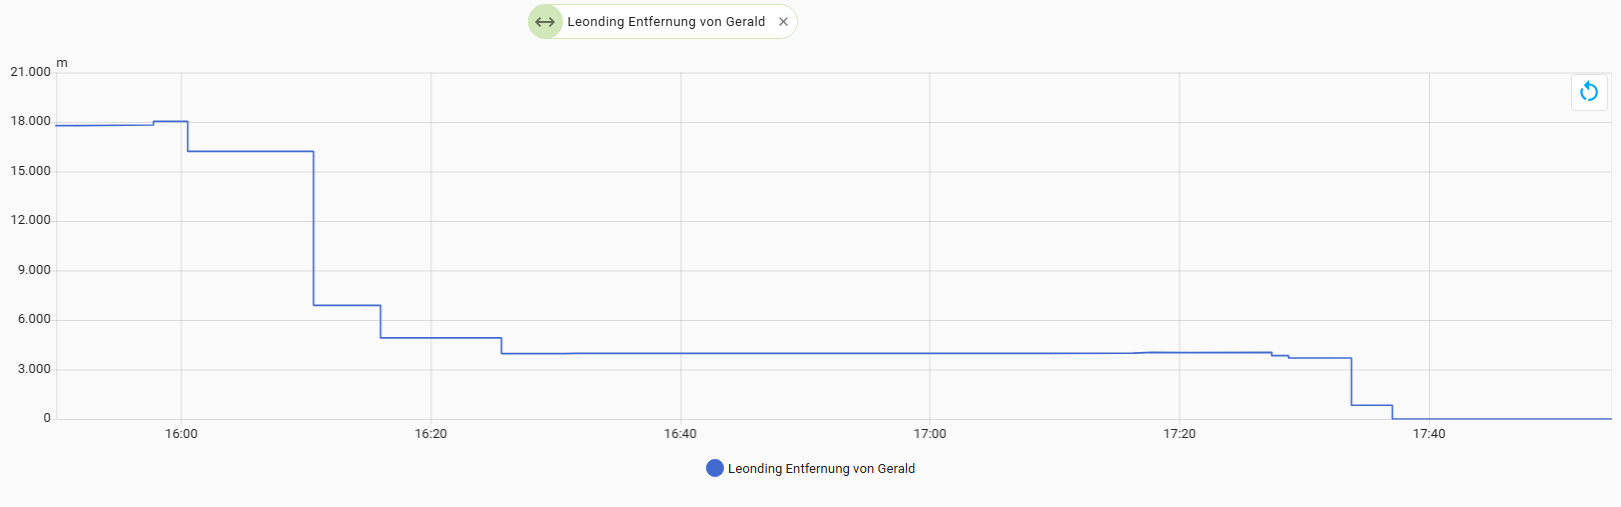 Leonding Entfernung von Gerald
m
21.000
18.000
15.000
12.000
9.000
6.000
3.000
0
16:00 16:20 16:40 17:00 17:20 17:40
Leonding Entfernung von Gerald